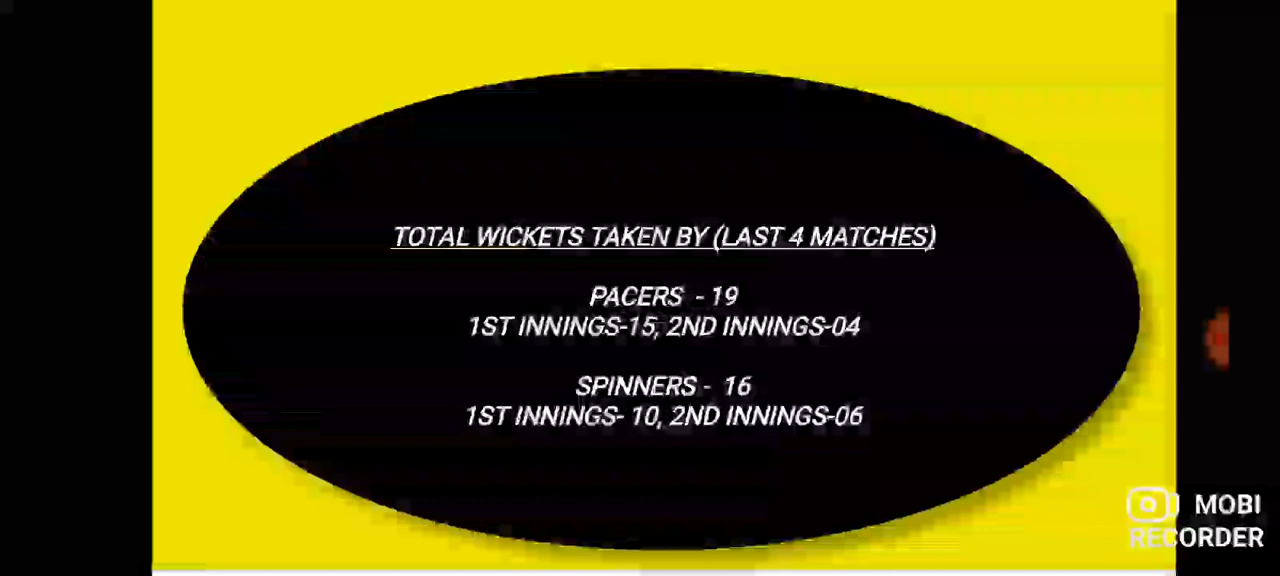 TOTAL WICKETS TAKEN BY (LAST 4 MATCHES)
PACERS - 19
1ST INNINGS-15, 2ND INNINGS-04
SPINNERS - 16
1ST INNINGS- 10, 2ND INNINGS-06
MOBI
RECORDER